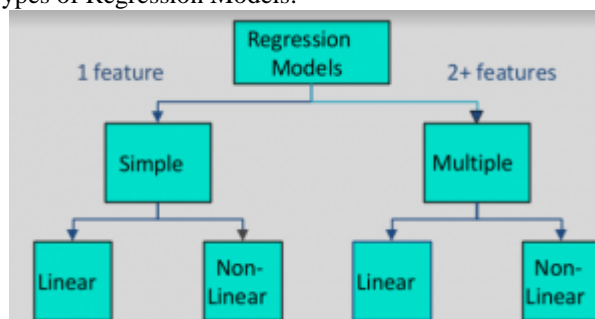 ypes of Regression Models:
Regression
Models
1 feature
2+ features
Simple
Multiple
Linear
Non-
Linear
Linear
Non-
Linear